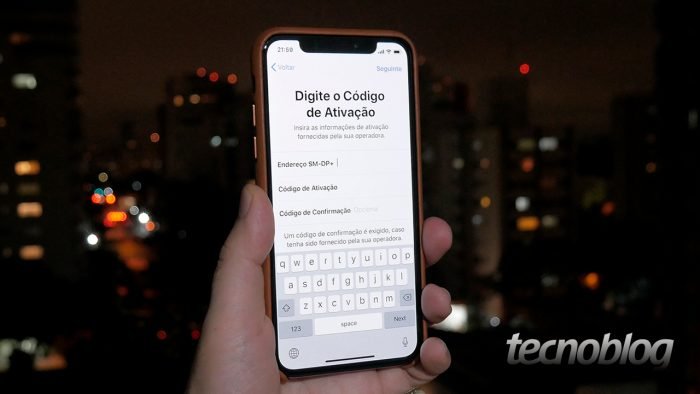 21:59
Voltar
Seguinte
Digite o Código
de Ativação
Insira as informações de ativação
fornecidas pela sua operadora.
Endereço SM-DP+
Código de Ativação
Código de Confirmação Opcional
Um código de confirmação é exigido, caso
tenha sido fornecido pela sua operadora.
q w e r t y u i o p
a s d f g h j k l
z x c v b n m
123 space Next
tecnoblog